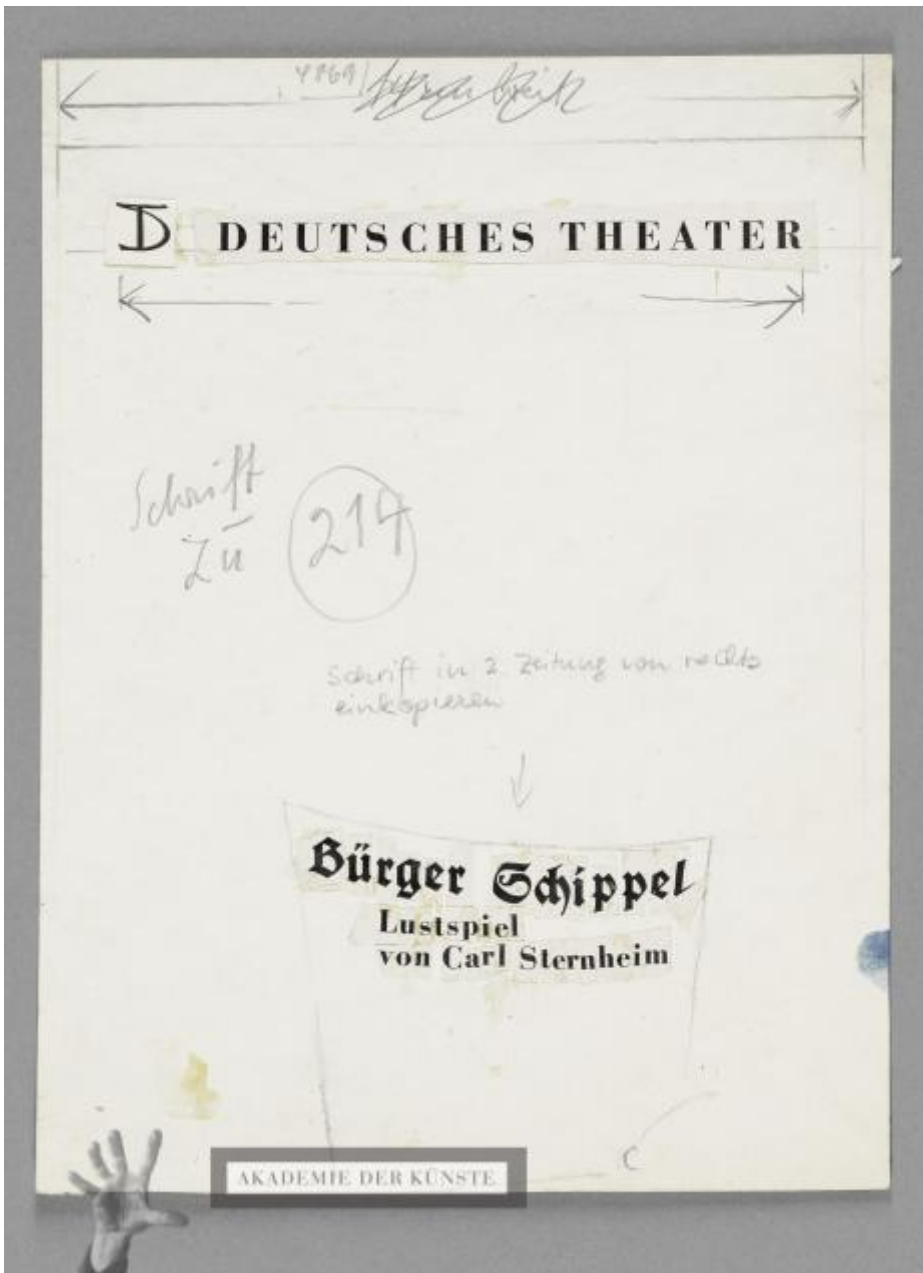 D DEUTSCHES THEATER
Schrift
zu 214
Schrift in 2 Zeitung von rechts
einkopieren
Bürger Schippel
Lustspiel
von Carl Sternheim
AKADEMIE DER KÜNSTE